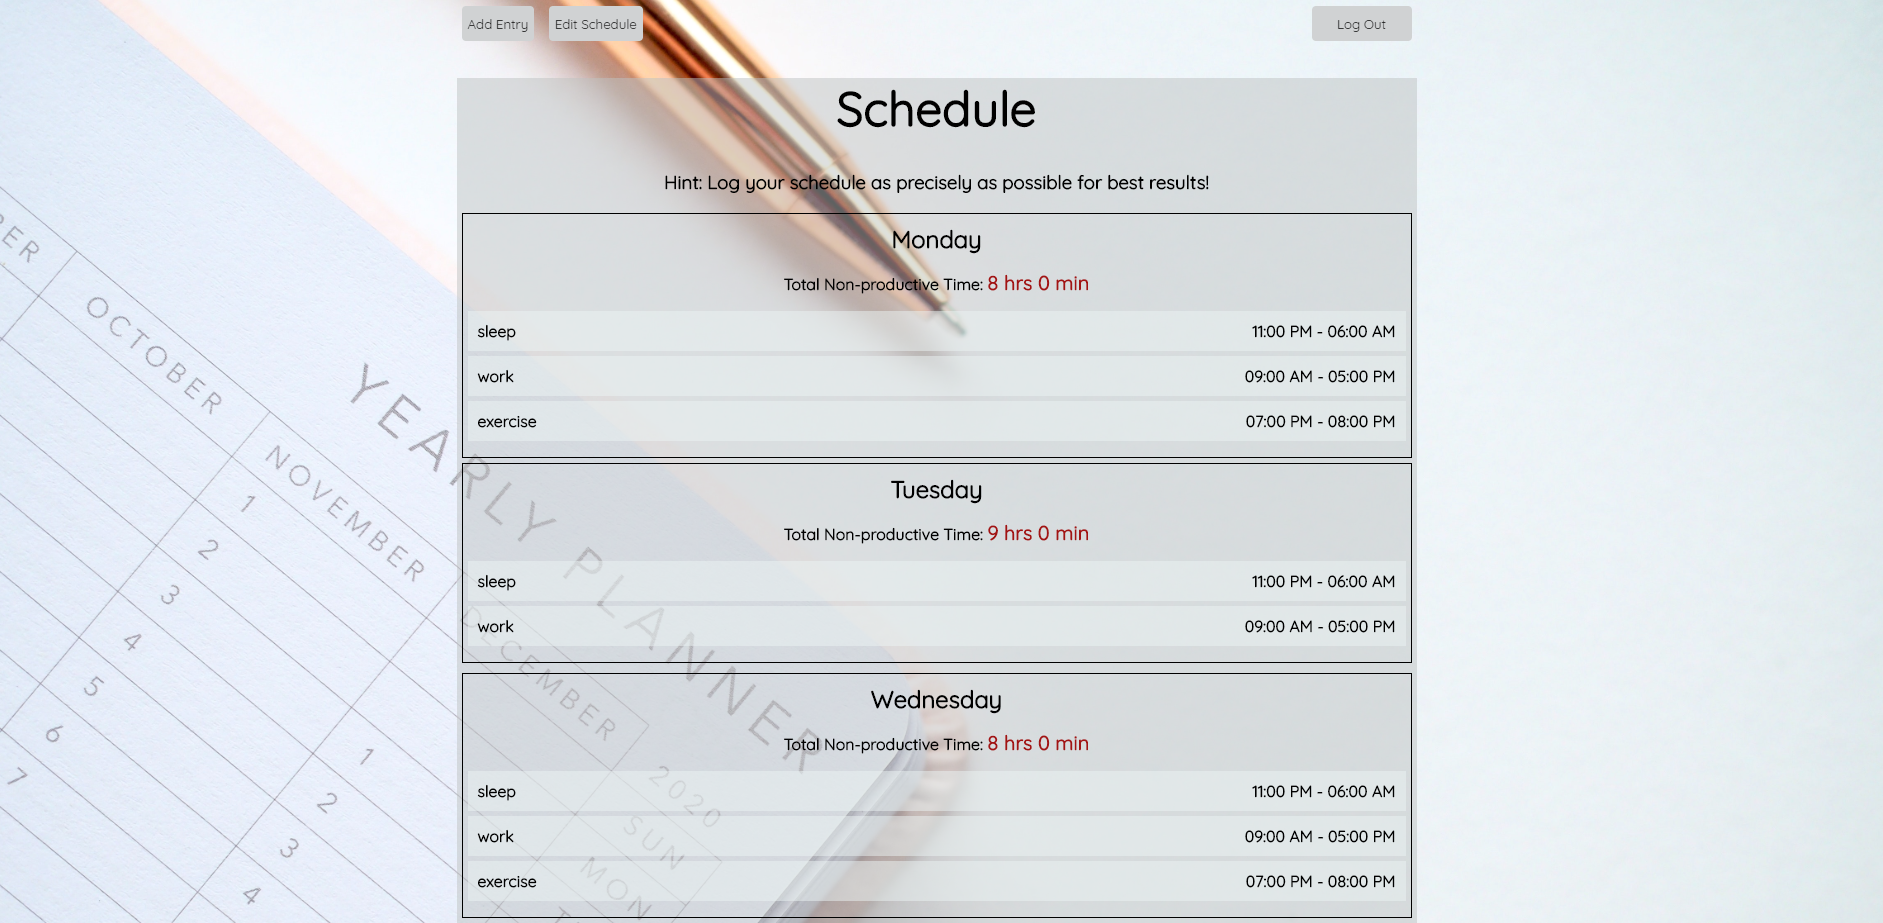 Add Entry Edit Schedule Log Out
Schedule
Hint: Log your schedule as precisely as possible for best results!
Monday
Total Non-productive Time: 8 hrs 0 min
sleep 11:00 PM - 06:00 AM
work 09:00 AM - 05:00 PM
exercise 07:00 PM - 08:00 PM
Tuesday
Total Non-productive Time: 9 hrs 0 min
sleep 11:00 PM - 06:00 AM
work 09:00 AM - 05:00 PM
Wednesday
Total Non-productive Time: 8 hrs 0 min
sleep 11:00 PM - 06:00 AM
work 09:00 AM - 05:00 PM
exercise 07:00 PM - 08:00 PM
YEARLY PLANNER
2020
OCTOBER
NOVEMBER
DECEMBER
SUN
MON
1
2
3
4
5
6
7
1
2
3
4